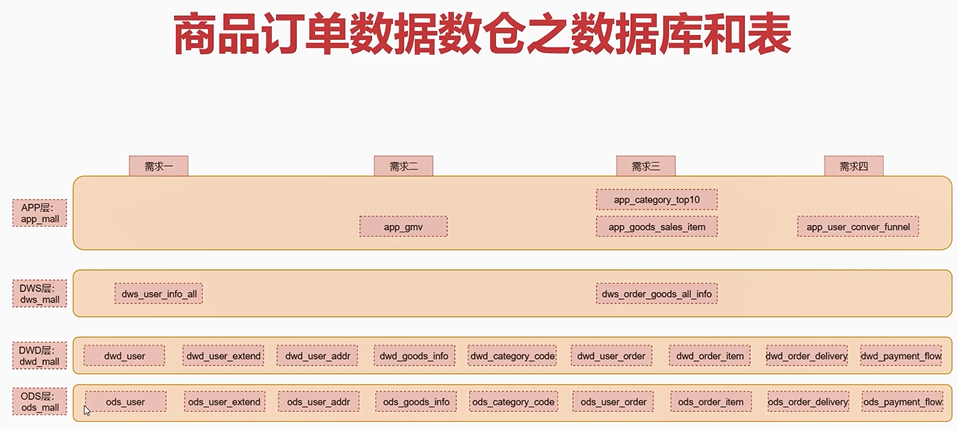 商品订单数据数仓之数据库和表
需求一 需求二 需求三 需求四
APP层:
app_mall
app_category_top10
app_gmv app_goods_sales_item app_user_conver_funnel
DWS层:
dws_mall
dws_user_info_all dws_order_goods_all_info
DWD层:
dwd_mall
dwd_user dwd_user_extend dwd_user_addr dwd_goods_info dwd_category_code dwd_user_order dwd_order_item dwd_order_delivery dwd_payment_flow
ODS层:
ods_mall
ods_user ods_user_extend ods_user_addr ods_goods_info ods_category_code ods_user_order ods_order_item ods_order_delivery ods_payment_flow